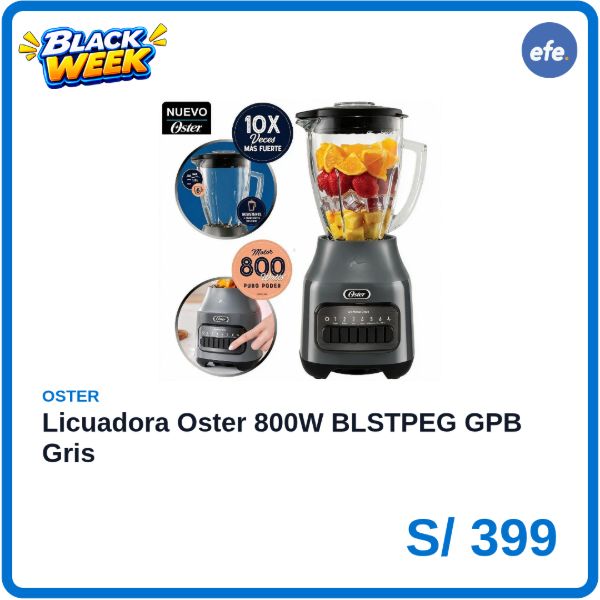 BLACK
WEEK
efe.
NUEVO
Oster
10X
Veces
MÁS FUERTE
Motor
800
Watts
PURO PODER
Oster
OSTER
Licuadora Oster 800W BLSTPEG GPB
Gris
S/ 399